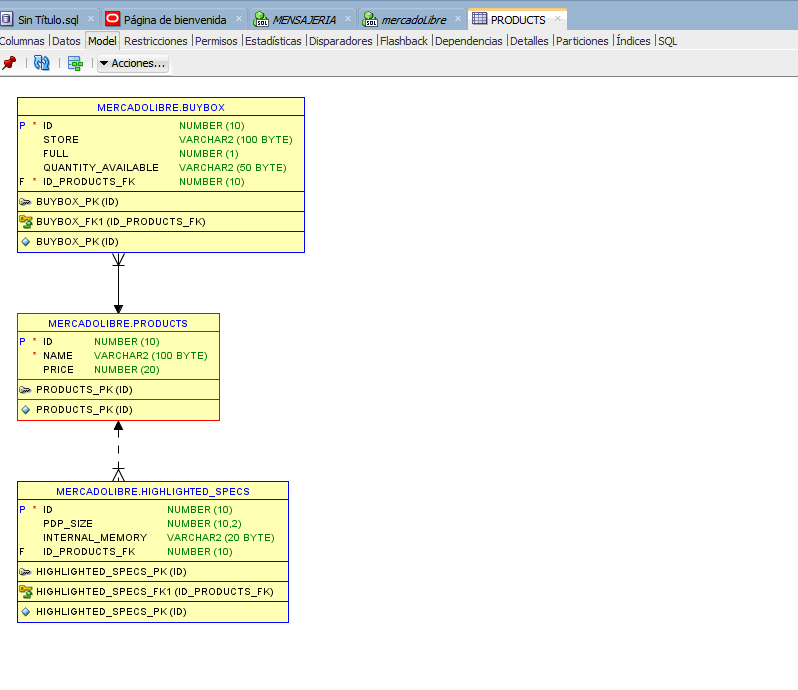 Sin Título.sql × Página de bienvenida × MENSAJERIA × mercadoLibre × PRODUCTS ×
Columnas Datos Model Restricciones Permisos Estadísticas Disparadores Flashback Dependencias Detalles Particiones Índices SQL
Acciones...
MERCADOLIBRE.BUYBOX
P * ID NUMBER (10)
STORE VARCHAR2 (100 BYTE)
FULL NUMBER (1)
QUANTITY_AVAILABLE VARCHAR2 (50 BYTE)
F * ID_PRODUCTS_FK NUMBER (10)
BUYBOX_PK (ID)
BUYBOX_FK1 (ID_PRODUCTS_FK)
BUYBOX_PK (ID)
MERCADOLIBRE.PRODUCTS
P * ID NUMBER (10)
* NAME VARCHAR2 (100 BYTE)
PRICE NUMBER (20)
PRODUCTS_PK (ID)
PRODUCTS_PK (ID)
MERCADOLIBRE.HIGHLIGHTED_SPECS
P * ID NUMBER (10)
PDP_SIZE NUMBER (10,2)
INTERNAL_MEMORY VARCHAR2 (20 BYTE)
F ID_PRODUCTS_FK NUMBER (10)
HIGHLIGHTED_SPECS_PK (ID)
HIGHLIGHTED_SPECS_FK1 (ID_PRODUCTS_FK)
HIGHLIGHTED_SPECS_PK (ID)